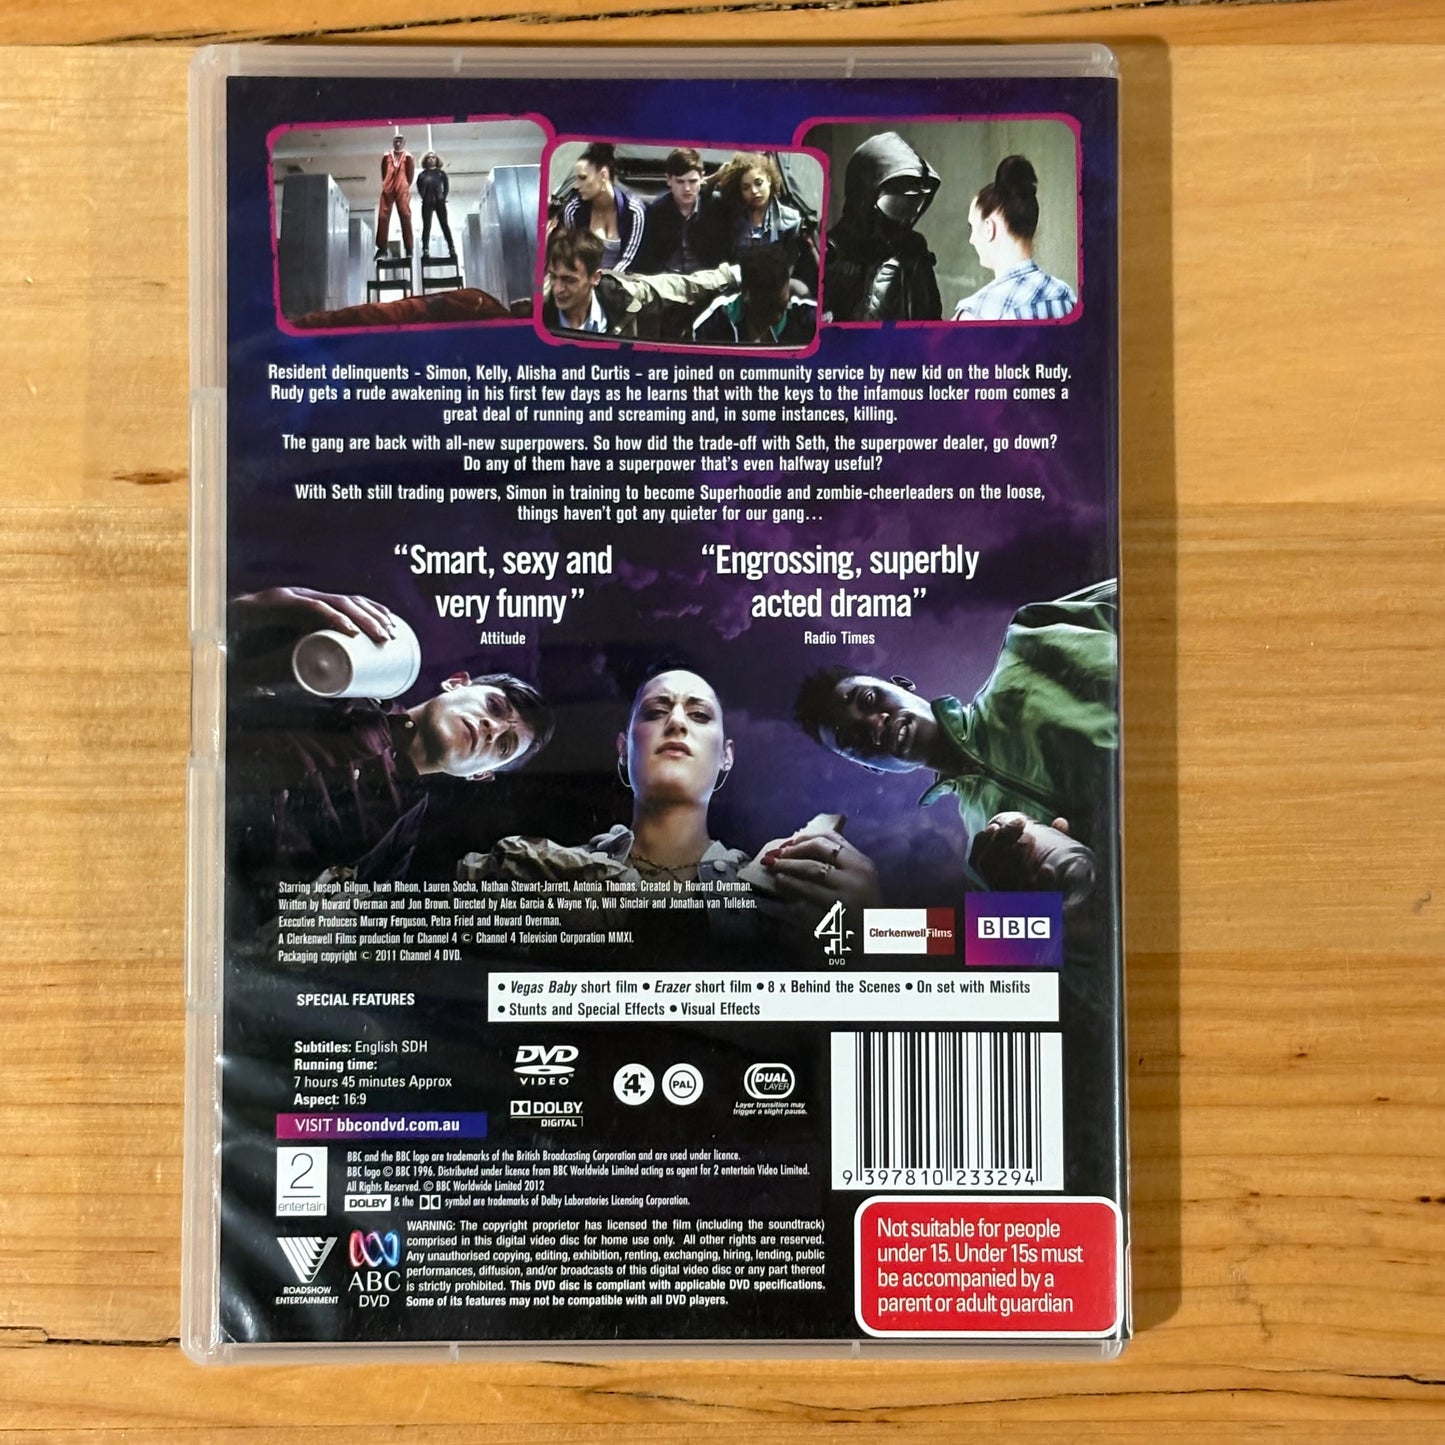 Resident delinquents - Simon, Kelly, Alisha and Curtis - are joined on community service by new kid on the block Rudy.
Rudy gets a rude awakening in his first few days as he learns that with the keys to the infamous locker room comes a
great deal of running and screaming and, in some instances, killing.
The gang are back with all-new superpowers. So how did the trade-off with Seth, the superpower dealer, go down?
Do any of them have a superpower that's even halfway useful?
With Seth still trading powers, Simon in training to become Superhoodie and zombie-cheerleaders on the loose,
things haven't got any quieter for our gang...
"Smart, sexy and
very funny"
Attitude
"Engrossing, superbly
acted drama"
Radio Times
Starring Joseph Gilgun, Iwan Rheon, Lauren Socha, Nathan Stewart-Jarrett, Antonia Thomas. Created by Howard Overman.
Written by Howard Overman and Jon Brown. Directed by Alex Garcia & Wayne Yip, Will Sinclair and Jonathan van Tulleken.
Executive Producers Murray Ferguson, Petra Fried and Howard Overman.
A Clerkenwell Films production for Channel 4 © Channel 4 Television Corporation MMXI.
Packaging copyright © 2011 Channel 4 DVD.
4
DVD
Clerkenwell Films
BBC
SPECIAL FEATURES
• Vegas Baby short film • Erazer short film • 8 x Behind the Scenes • On set with Misfits
• Stunts and Special Effects • Visual Effects
Subtitles: English SDH
Running time:
7 hours 45 minutes Approx
Aspect: 16:9
VISIT bbcondvd.com.au
DVD
VIDEO™
DOLBY
DIGITAL
4
PAL
DUAL
LAYER
Layer transition may
trigger a slight pause.
9 397810 233294
2
entertain
BBC and the BBC logo are trademarks of the British Broadcasting Corporation and are used under licence.
BBC logo © BBC 1996. Distributed under licence from BBC Worldwide Limited acting as agent for 2 entertain Video Limited.
All Rights Reserved. © BBC Worldwide Limited 2012
DOLBY & the symbol are trademarks of Dolby Laboratories Licensing Corporation.
ROADSHOW
ENTERTAINMENT
ABC
DVD
WARNING: The copyright proprietor has licensed the film (including the soundtrack)
comprised in this digital video disc for home use only. All other rights are reserved.
Any unauthorised copying, editing, exhibition, renting, exchanging, hiring, lending, public
performances, diffusion, and/or broadcasts of this digital video disc or any part thereof
is strictly prohibited. This DVD disc is compliant with applicable DVD specifications.
Some of its features may not be compatible with all DVD players.
Not suitable for people
under 15. Under 15s must
be accompanied by a
parent or adult guardian